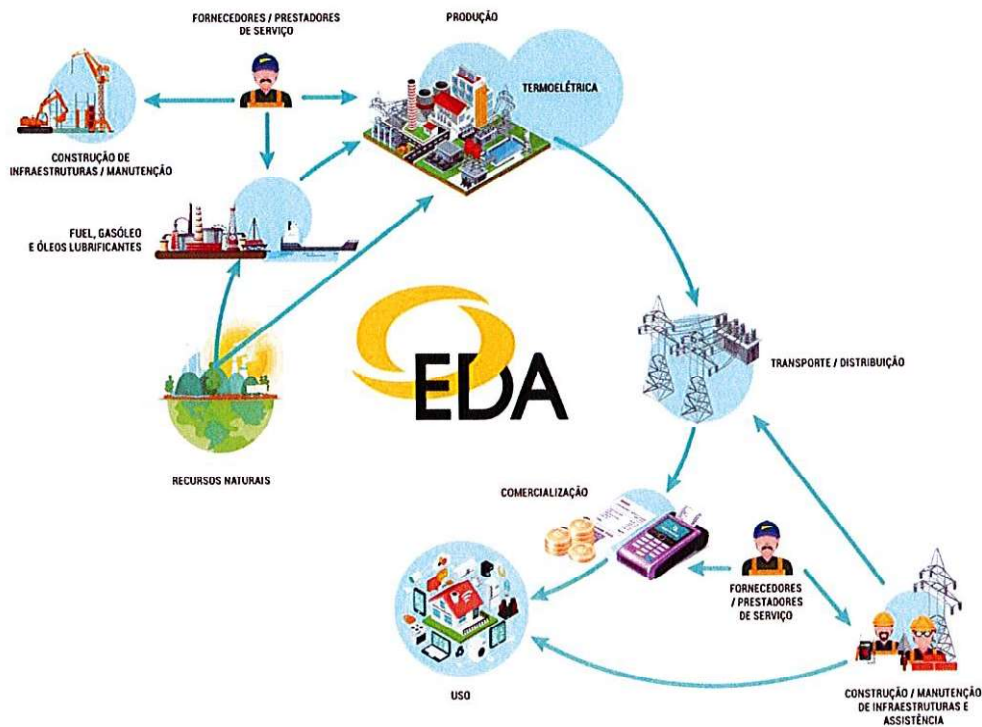 FORNECEDORES / PRESTADORES
DE SERVIÇO
PRODUÇÃO
TERMOELÉTRICA
CONSTRUÇÃO DE
INFRAESTRUTURAS / MANUTENÇÃO
FUEL, GASÓLEO
E ÓLEOS LUBRIFICANTES
EDA
TRANSPORTE / DISTRIBUIÇÃO
RECURSOS NATURAIS
COMERCIALIZAÇÃO
FORNECEDORES
/ PRESTADORES
DE SERVIÇO
USO
CONSTRUÇÃO / MANUTENÇÃO
DE INFRAESTRUTURAS E
ASSISTÊNCIA